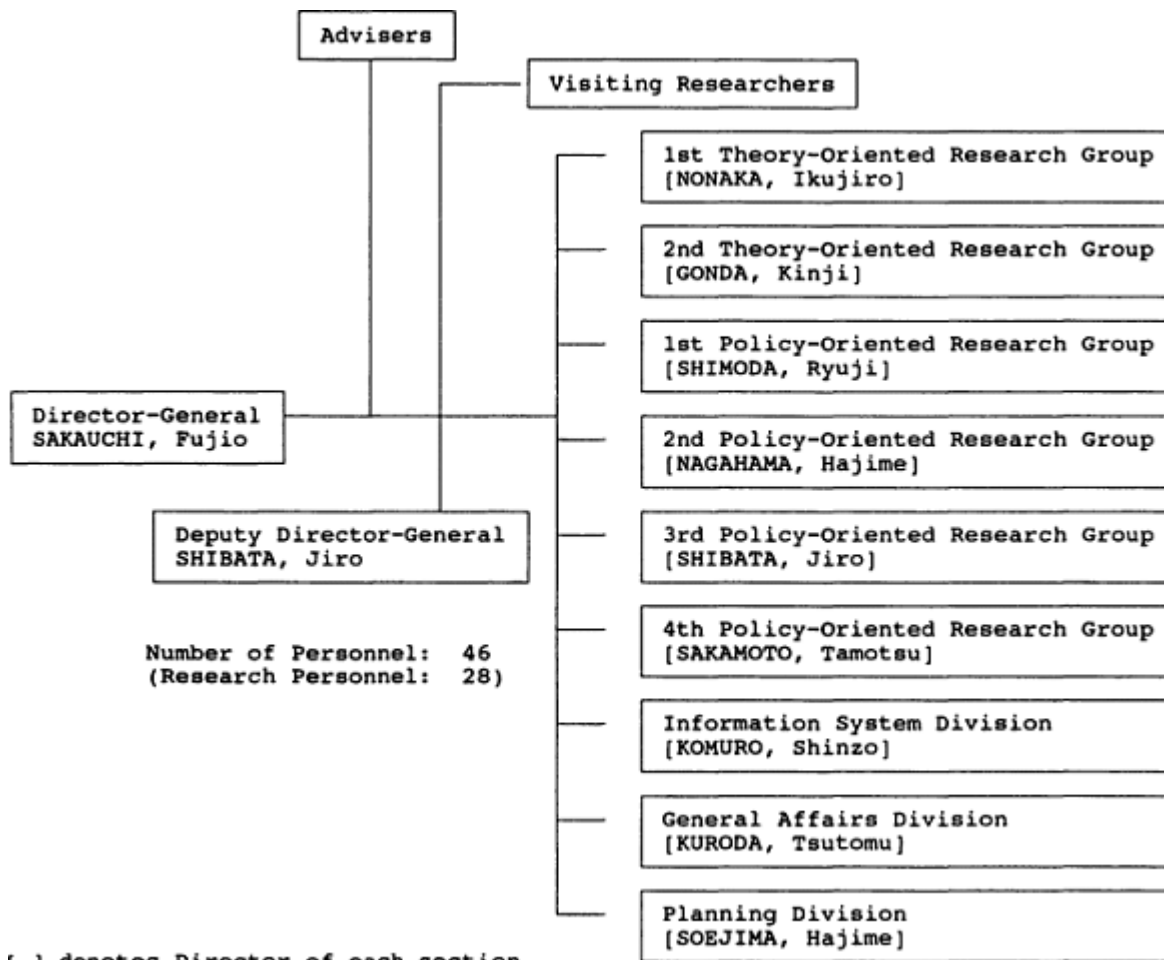 Advisers
Visiting Researchers
1st Theory-Oriented Research Group
[NONAKA, Ikujiro]
2nd Theory-Oriented Research Group
[GONDA, Kinji]
1st Policy-Oriented Research Group
[SHIMODA, Ryuji]
Director-General
SAKAUCHI, Fujio
2nd Policy-Oriented Research Group
[NAGAHAMA, Hajime]
Deputy Director-General
SHIBATA, Jiro
3rd Policy-Oriented Research Group
[SHIBATA, Jiro]
4th Policy-Oriented Research Group
[SAKAMOTO, Tamotsu]
Number of Personnel: 46
(Research Personnel: 28)
Information System Division
[KOMURO, Shinzo]
General Affairs Division
[KURODA, Tsutomu]
Planning Division
[SOEJIMA, Hajime]
[ ] denotes Director of each section